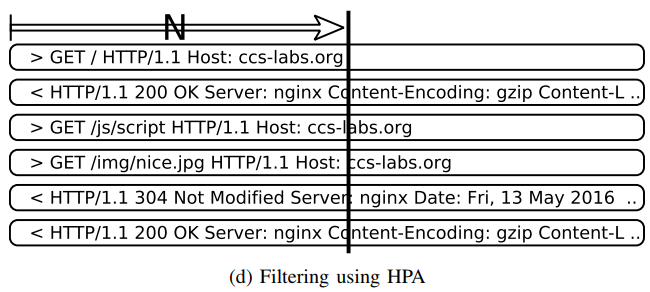 N
> GET / HTTP/1.1 Host: ccs-labs.org
< HTTP/1.1 200 OK Server: nginx Content-Encoding: gzip Content-L ..
> GET /js/script HTTP/1.1 Host: ccs-labs.org
> GET /img/nice.jpg HTTP/1.1 Host: ccs-labs.org
< HTTP/1.1 304 Not Modified Server: nginx Date: Fri, 13 May 2016 ..
< HTTP/1.1 200 OK Server: nginx Content-Encoding: gzip Content-L ..
(d) Filtering using HPA